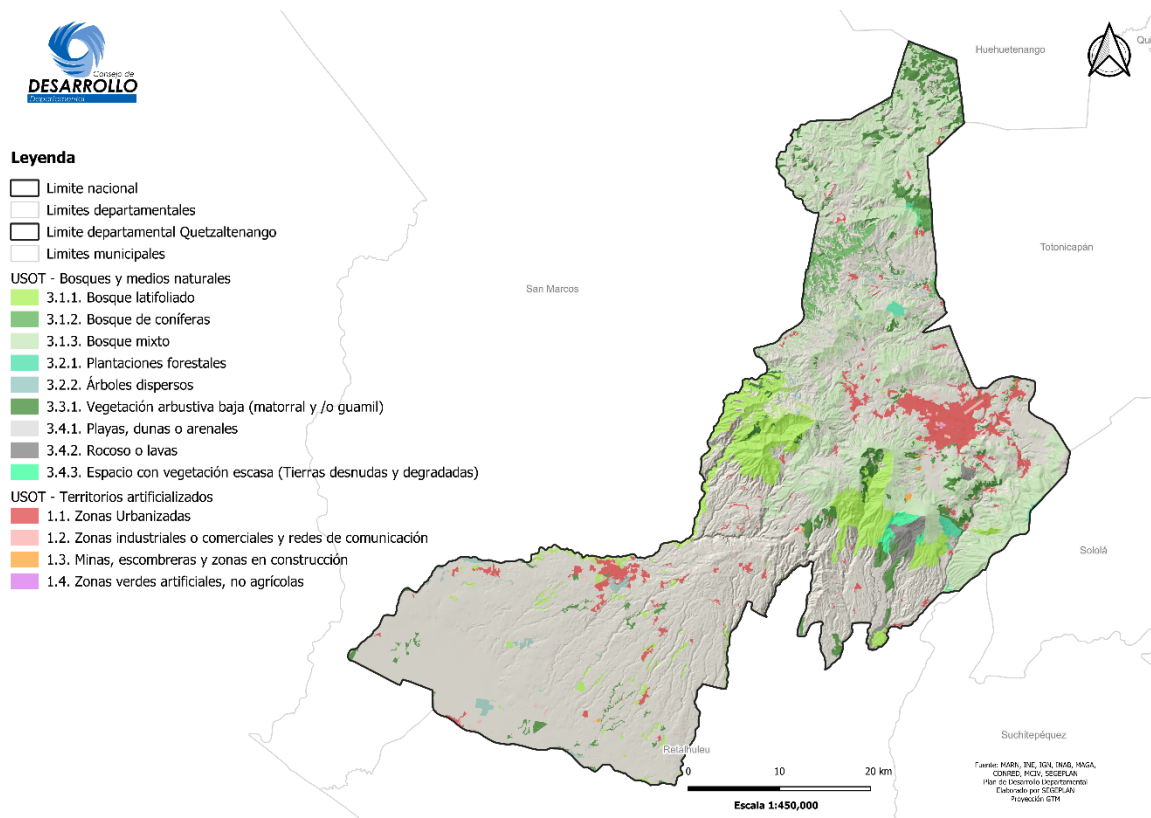 Consejo de
DESARROLLO
Departamental
Leyenda
Limite nacional
Limites departamentales
Limite departamental Quetzaltenango
Limites municipales
USOT - Bosques y medios naturales
3.1.1. Bosque latifoliado
3.1.2. Bosque de coníferas
3.1.3. Bosque mixto
3.2.1. Plantaciones forestales
3.2.2. Árboles dispersos
3.3.1. Vegetación arbustiva baja (matorral y /o guamil)
3.4.1. Playas, dunas o arenales
3.4.2. Rocoso o lavas
3.4.3. Espacio con vegetación escasa (Tierras desnudas y degradadas)
USOT - Territorios artificializados
1.1. Zonas Urbanizadas
1.2. Zonas industriales o comerciales y redes de comunicación
1.3. Minas, escombreras y zonas en construcción
1.4. Zonas verdes artificiales, no agrícolas
Huehuetenango
Qui
Totonicapán
San Marcos
Sololá
Suchitepéquez
Retalhuleu
0 10 20 km
Escala 1:450,000
Fuente: MARN, INE, IGN, INAB, MAGA,
CONRED, MCIV, SEGEPLAN
Plan de Desarrollo Departamental
Elaborado por SEGEPLAN
Proyección GTM